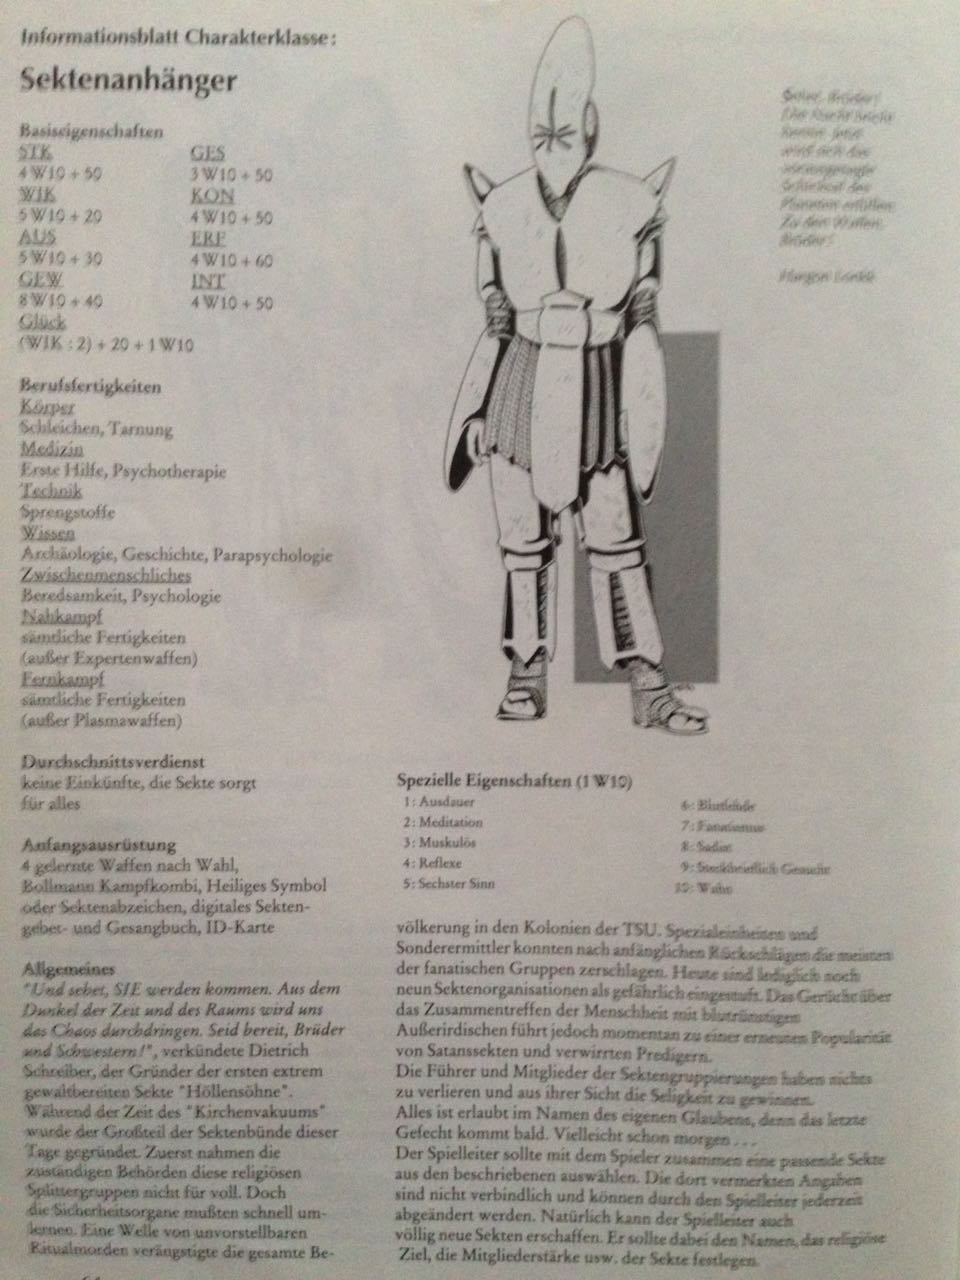 Informationsblatt Charakterklasse:
Sektenanhänger
Basiseigenschaften
STK GES
4 W10 + 50 3 W10 + 50
WIK KON
5 W10 + 20 4 W10 + 50
AUS ERF
5 W10 + 30 4 W10 + 60
GEW INT
8 W10 + 40 4 W10 + 50
Glück
(WIK : 2) + 20 + 1 W10
Berufsfertigkeiten
Körper
Schleichen, Tarnung
Medizin
Erste Hilfe, Psychotherapie
Technik
Sprengstoffe
Wissen
Archäologie, Geschichte, Parapsychologie
Zwischenmenschliches
Beredsamkeit, Psychologie
Nahkampf
sämtliche Fertigkeiten
(außer Expertenwaffen)
Fernkampf
sämtliche Fertigkeiten
(außer Plasmawaffen)
Durchschnittsverdienst
keine Einkünfte, die Sekte sorgt
für alles
Anfangsausrüstung
4 gelernte Waffen nach Wahl,
Bollmann Kampfkombi, Heiliges Symbol
oder Sektenabzeichen, digitales Sekten-
gebet- und Gesangbuch, ID-Karte
Allgemeines
"Und sehet, SIE werden kommen. Aus dem
Dunkel der Zeit und des Raums wird uns
das Chaos durchdringen. Seid bereit, Brüder
und Schwestern!", verkündete Dietrich
Schreiber, der Gründer der ersten extrem
gewaltbereiten Sekte "Höllensöhne".
Während der Zeit des "Kirchenvakuums"
wurde der Großteil der Sektenbünde dieser
Tage gegründet. Zuerst nahmen die
zuständigen Behörden diese religiösen
Splittergruppen nicht für voll. Doch
die Sicherheitsorgane mußten schnell um-
lernen. Eine Welle von unvorstellbaren
Ritualmorden verängstigte die gesamte Be-
Brüder!
wird sich das
Schicksal des
Planeten erfüllen
Zu den Waffen,
Brüder!
Spezielle Eigenschaften (1 W10)
1: Ausdauer
2: Meditation
3: Muskulös
4: Reflexe
5: Sechster Sinn
6: Blutfehde
7: Fanatismus
8: Sadist
9: Steckbrieflich Gesucht
10: Wahn
völkerung in den Kolonien der TSU. Spezialeinheiten und
Sonderermittler konnten nach anfänglichen Rückschlägen die meisten
der fanatischen Gruppen zerschlagen. Heute sind lediglich noch
neun Sektenorganisationen als gefährlich eingestuft. Das Gerücht über
das Zusammentreffen der Menschheit mit blutrünstigen
Außerirdischen führt jedoch momentan zu einer erneuten Popularität
von Satanssekten und verwirrten Predigern.
Die Führer und Mitglieder der Sektengruppierungen haben nichts
zu verlieren und aus ihrer Sicht die Seligkeit zu gewinnen.
Alles ist erlaubt im Namen des eigenen Glaubens, denn das letzte
Gefecht kommt bald. Vielleicht schon morgen . . .
Der Spielleiter sollte mit dem Spieler zusammen eine passende Sekte
aus den beschriebenen auswählen. Die dort vermerkten Angaben
sind nicht verbindlich und können durch den Spielleiter jederzeit
abgeändert werden. Natürlich kann der Spielleiter auch
völlig neue Sekten erschaffen. Er sollte dabei den Namen, das religiöse
Ziel, die Mitgliederstärke usw. der Sekte festlegen.